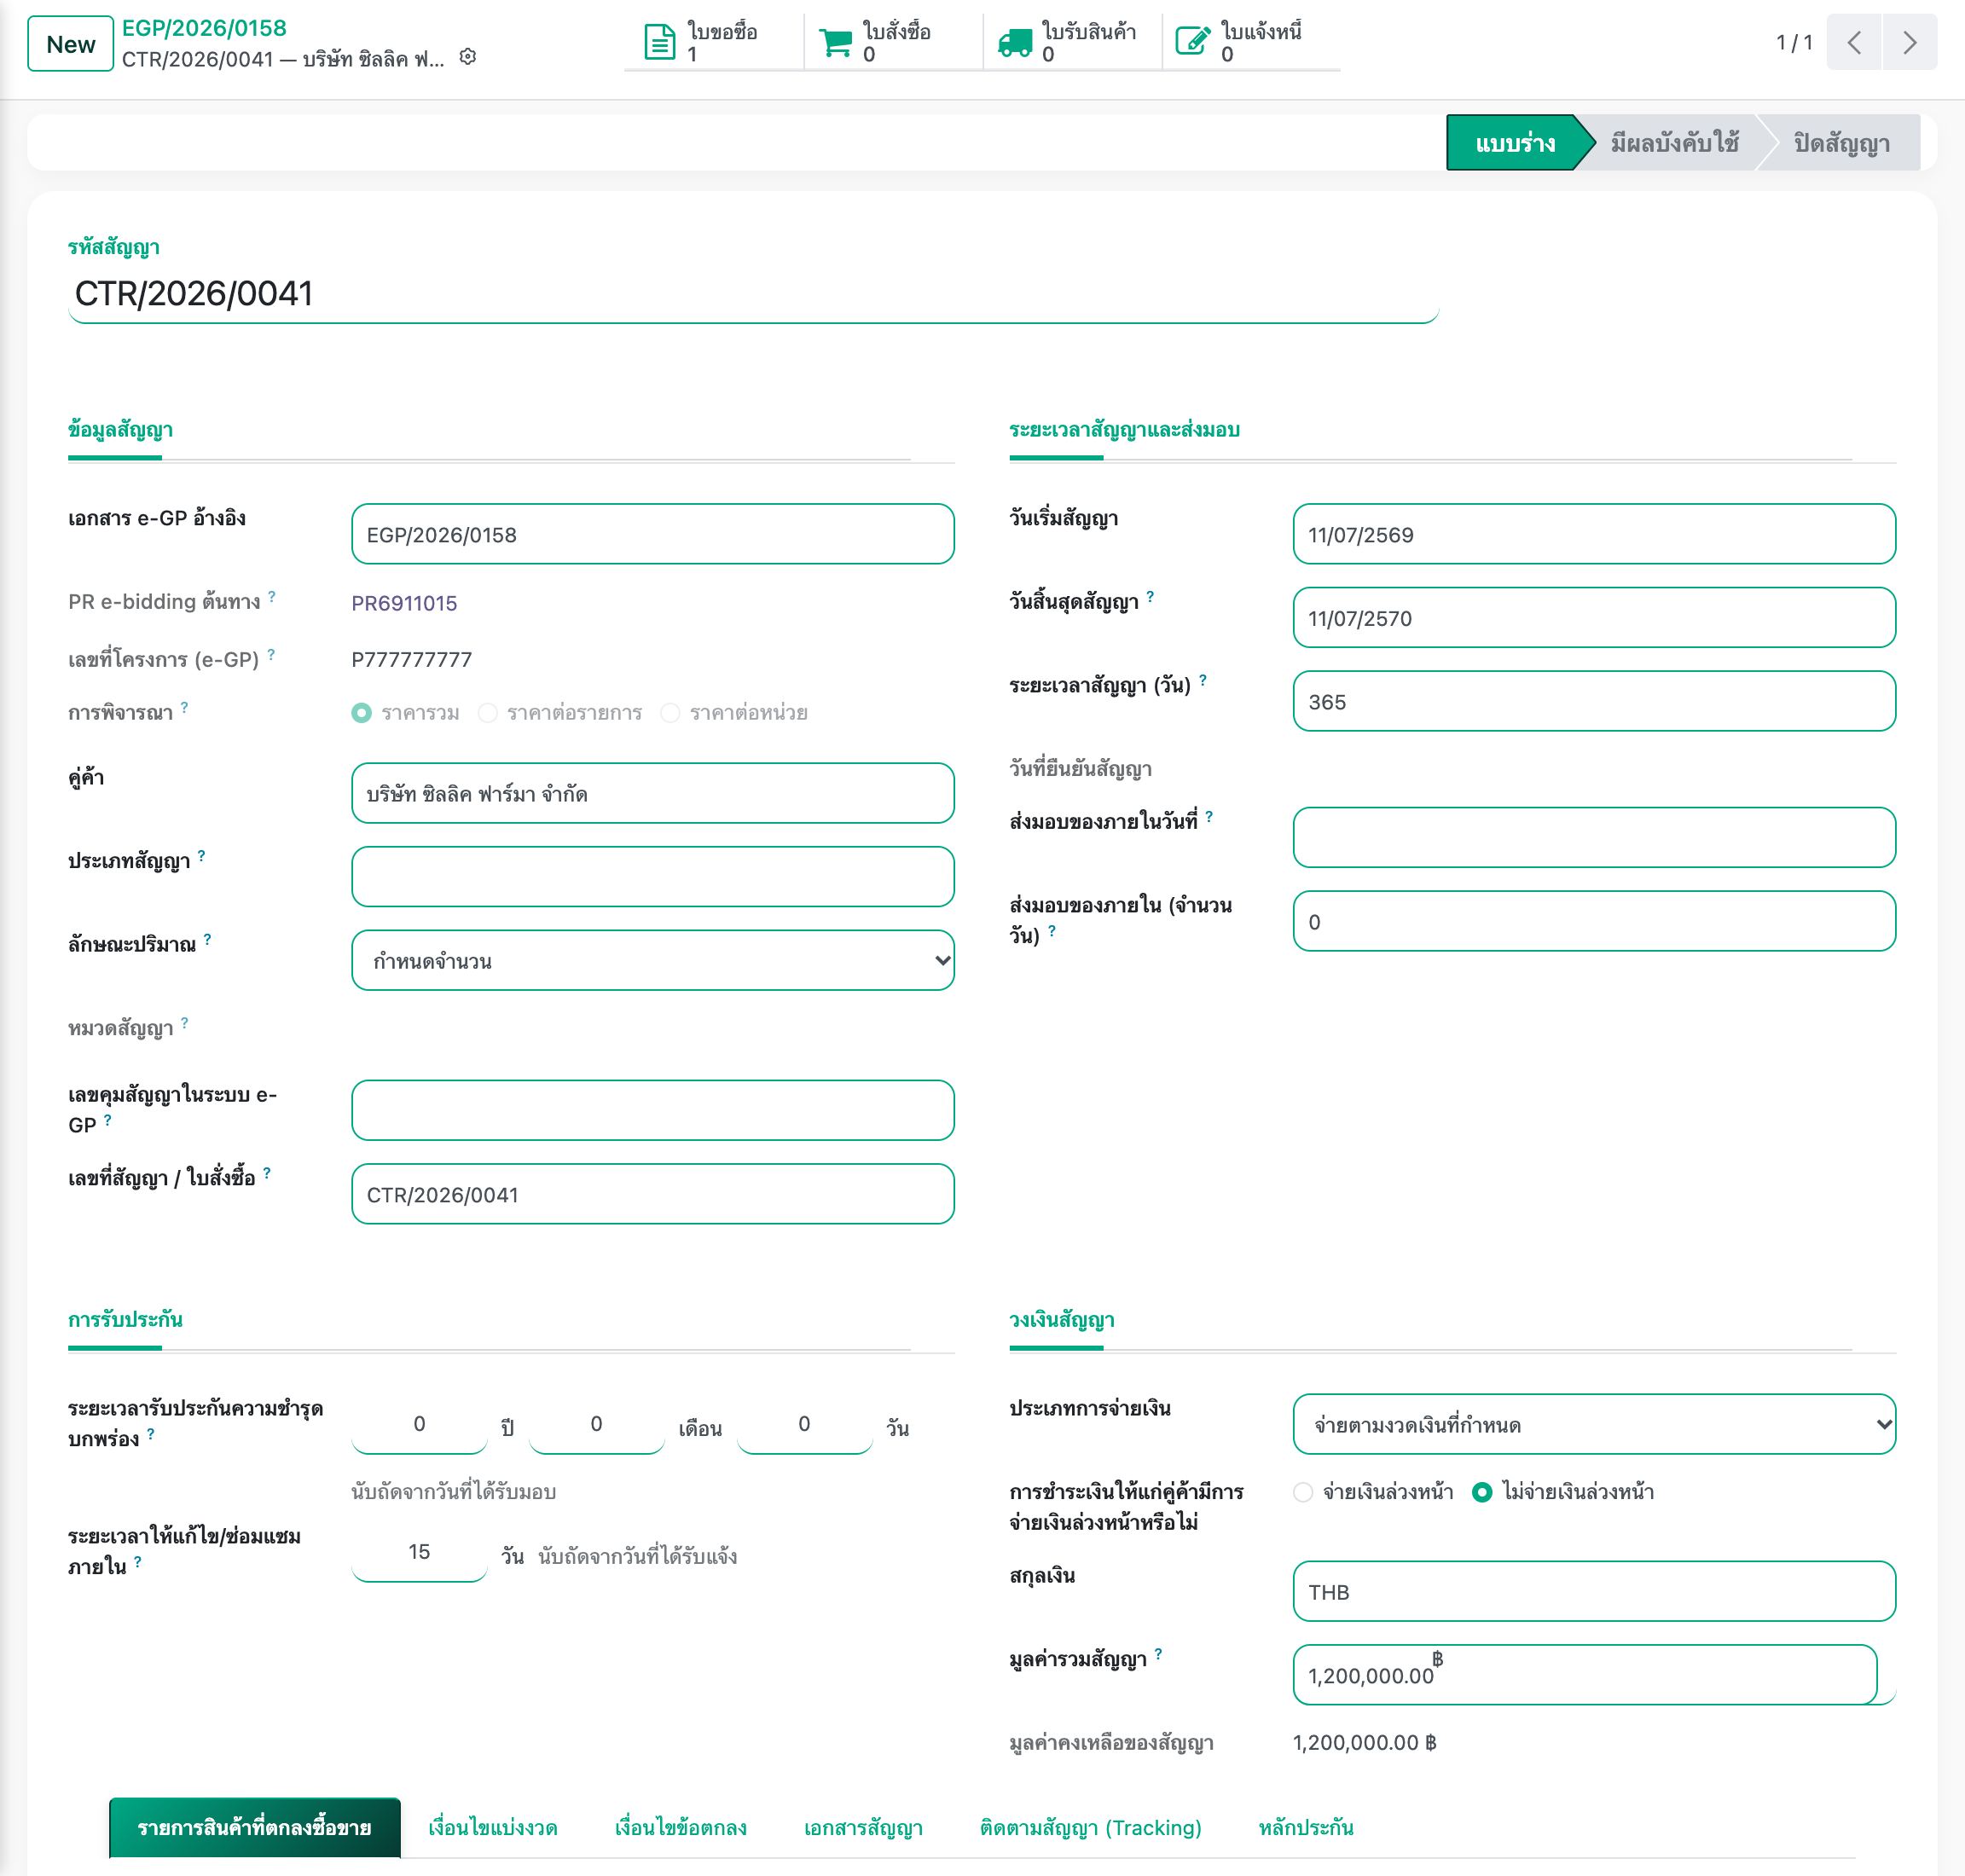 New
EGP/2026/0158
CTR/2026/0041 — บริษัท ซิลลิค ฟ...
ใบขอซื้อ
1
ใบสั่งซื้อ
0
ใบรับสินค้า
0
ใบแจ้งหนี้
0
1 / 1
แบบร่าง
มีผลบังคับใช้
ปิดสัญญา
รหัสสัญญา
CTR/2026/0041
ข้อมูลสัญญา
เอกสาร e-GP อ้างอิง
EGP/2026/0158
PR e-bidding ต้นทาง ?
PR6911015
เลขที่โครงการ (e-GP) ?
P777777777
การพิจารณา ?
ราคารวม
ราคาต่อรายการ
ราคาต่อหน่วย
คู่ค้า
บริษัท ซิลลิค ฟาร์มา จำกัด
ประเภทสัญญา ?
ลักษณะปริมาณ ?
กำหนดจำนวน
หมวดสัญญา ?
เลขคุมสัญญาในระบบ e-
GP ?
เลขที่สัญญา / ใบสั่งซื้อ ?
CTR/2026/0041
ระยะเวลาสัญญาและส่งมอบ
วันเริ่มสัญญา
11/07/2569
วันสิ้นสุดสัญญา ?
11/07/2570
ระยะเวลาสัญญา (วัน) ?
365
วันที่ยืนยันสัญญา
ส่งมอบของภายในวันที่ ?
ส่งมอบของภายใน (จำนวน
วัน) ?
0
การรับประกัน
ระยะเวลารับประกันความชำรุด
บกพร่อง ?
0 ปี 0 เดือน 0 วัน
นับถัดจากวันที่ได้รับมอบ
ระยะเวลาให้แก้ไข/ซ่อมแซม
ภายใน ?
15 วัน นับถัดจากวันที่ได้รับแจ้ง
วงเงินสัญญา
ประเภทการจ่ายเงิน
จ่ายตามงวดเงินที่กำหนด
การชำระเงินให้แก่คู่ค้ามีการ
จ่ายเงินล่วงหน้าหรือไม่
จ่ายเงินล่วงหน้า
ไม่จ่ายเงินล่วงหน้า
สกุลเงิน
THB
มูลค่ารวมสัญญา ?
1,200,000.00฿
มูลค่าคงเหลือของสัญญา
1,200,000.00 ฿
รายการสินค้าที่ตกลงซื้อขาย
เงื่อนไขแบ่งงวด
เงื่อนไขข้อตกลง
เอกสารสัญญา
ติดตามสัญญา (Tracking)
หลักประกัน